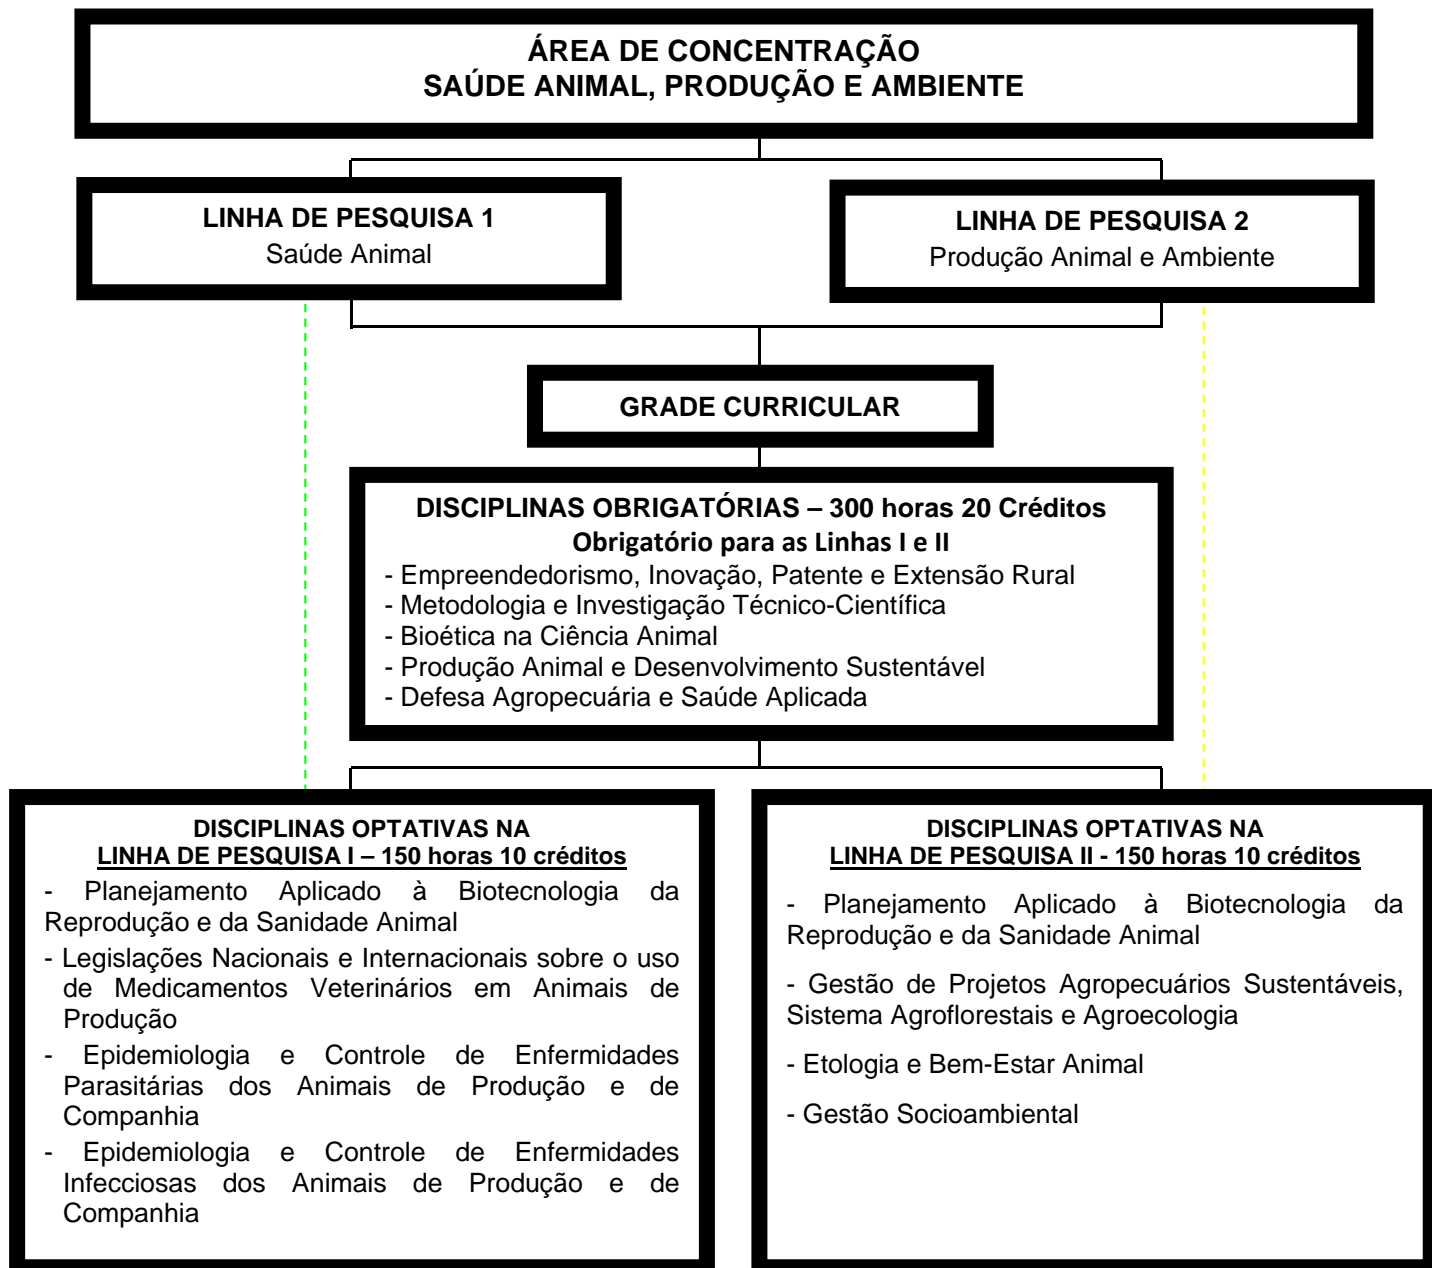 ÁREA DE CONCENTRAÇÃO
SAÚDE ANIMAL, PRODUÇÃO E AMBIENTE
LINHA DE PESQUISA 1
Saúde Animal
LINHA DE PESQUISA 2
Produção Animal e Ambiente
GRADE CURRICULAR
DISCIPLINAS OBRIGATÓRIAS – 300 horas 20 Créditos
Obrigatório para as Linhas I e II
- Empreendedorismo, Inovação, Patente e Extensão Rural
- Metodologia e Investigação Técnico-Científica
- Bioética na Ciência Animal
- Produção Animal e Desenvolvimento Sustentável
- Defesa Agropecuária e Saúde Aplicada
DISCIPLINAS OPTATIVAS NA
LINHA DE PESQUISA I – 150 horas 10 créditos
- Planejamento Aplicado à Biotecnologia da
Reprodução e da Sanidade Animal
- Legislações Nacionais e Internacionais sobre o uso
de Medicamentos Veterinários em Animais de
Produção
- Epidemiologia e Controle de Enfermidades
Parasitárias dos Animais de Produção e de
Companhia
- Epidemiologia e Controle de Enfermidades
Infecciosas dos Animais de Produção e de
Companhia
DISCIPLINAS OPTATIVAS NA
LINHA DE PESQUISA II - 150 horas 10 créditos
- Planejamento Aplicado à Biotecnologia da
Reprodução e da Sanidade Animal
- Gestão de Projetos Agropecuários Sustentáveis,
Sistema Agroflorestais e Agroecologia
- Etologia e Bem-Estar Animal
- Gestão Socioambiental